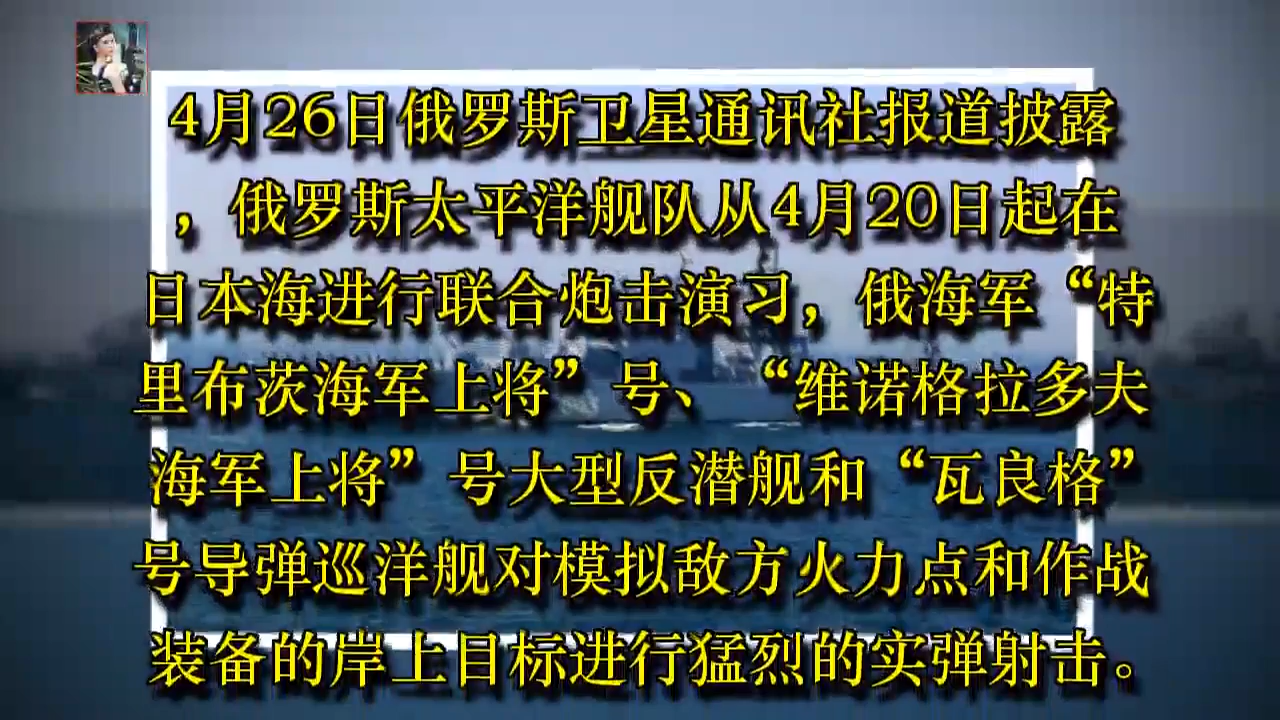 4月26日俄罗斯卫星通讯社报道披露
，俄罗斯太平洋舰队从4月20日起在
日本海进行联合炮击演习，俄海军“特
里布茨海军上将”号、“维诺格拉多夫
海军上将”号大型反潜舰和“瓦良格”
号导弹巡洋舰对模拟敌方火力点和作战
装备的岸上目标进行猛烈的实弹射击。